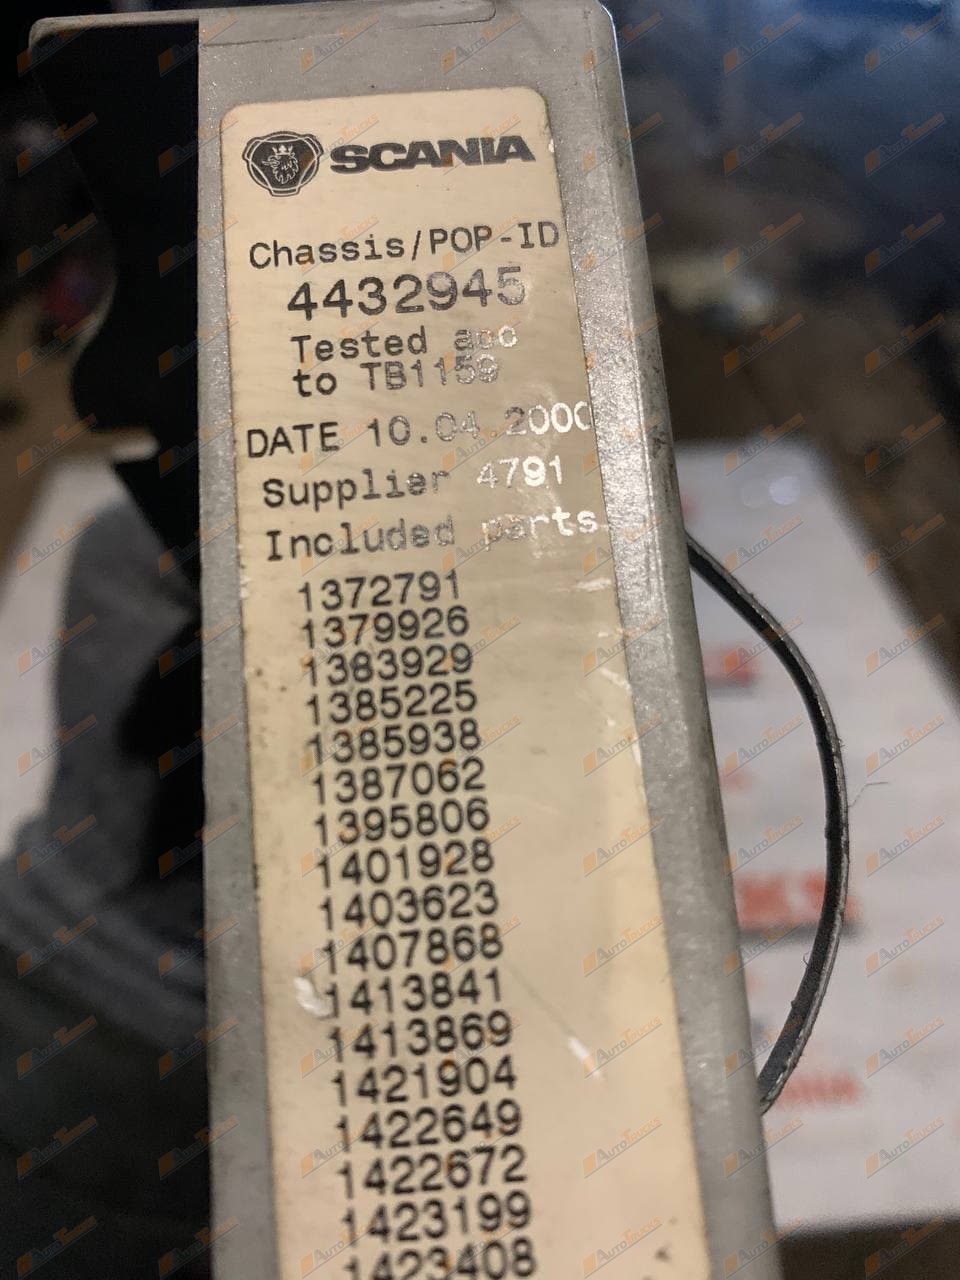 SCANIA
Chassis/POP-ID
4432945
Tested acc
to TB1159
DATE 10.04.2000
Supplier 4791
Included parts
1372791
1379926
1383929
1385225
1385938
1387062
1395806
1401928
1403623
1407868
1413841
1413869
1421904
1422649
1422672
1423199
1423408
AUTOTRUCKS